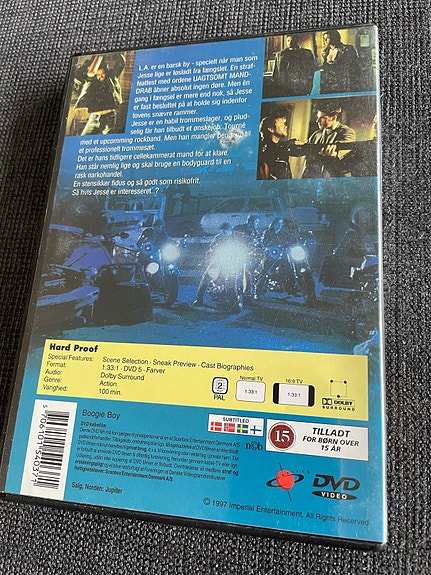 L.A. er en barsk by - specielt når man som
Jesse lige er løsladt fra fængslet. En straf-
feattest med ordene UAGTSOMT MAND-
DRAB åbner absolut ingen døre. Men én
gang i fængsel er mere end nok, så Jesse
er fast besluttet på at holde sig indenfor
lovens snævre rammer.
Jesse er en habil trommeslager, og plud-
selig får han tilbudt et ønskejob: Tourné
med et upcomming rockband. Men han mangler penge til
et professionelt trommesæt.
Det er hans tidligere cellekammerat mand for at klare.
Han står nemlig lige og skal bruge en bodyguard til en
rask narkohandel.
En stensikker fidus og så godt som risikofrit.
Så hvis Jesse er interesseret..?
Hard Proof
Special Features: Scene Selection · Sneak Preview · Cast Biographies
Format: 1.33:1 · DVD 5 · Farver
Audio: Dolby Surround
Genre: Action
Varighed: 100 min.
2
PAL
Normal TV
1.33:1
16:9 TV
1.33:1
DOLBY
SURROUND
Boogie Boy
DVD købefilm
Salg, Norden: Jupiter
SUBTITLED
ncb
15
TILLADT
FOR BØRN OVER
15 ÅR
DVD
VIDEO
© 1997 Imperial Entertainment. All Rights Reserved